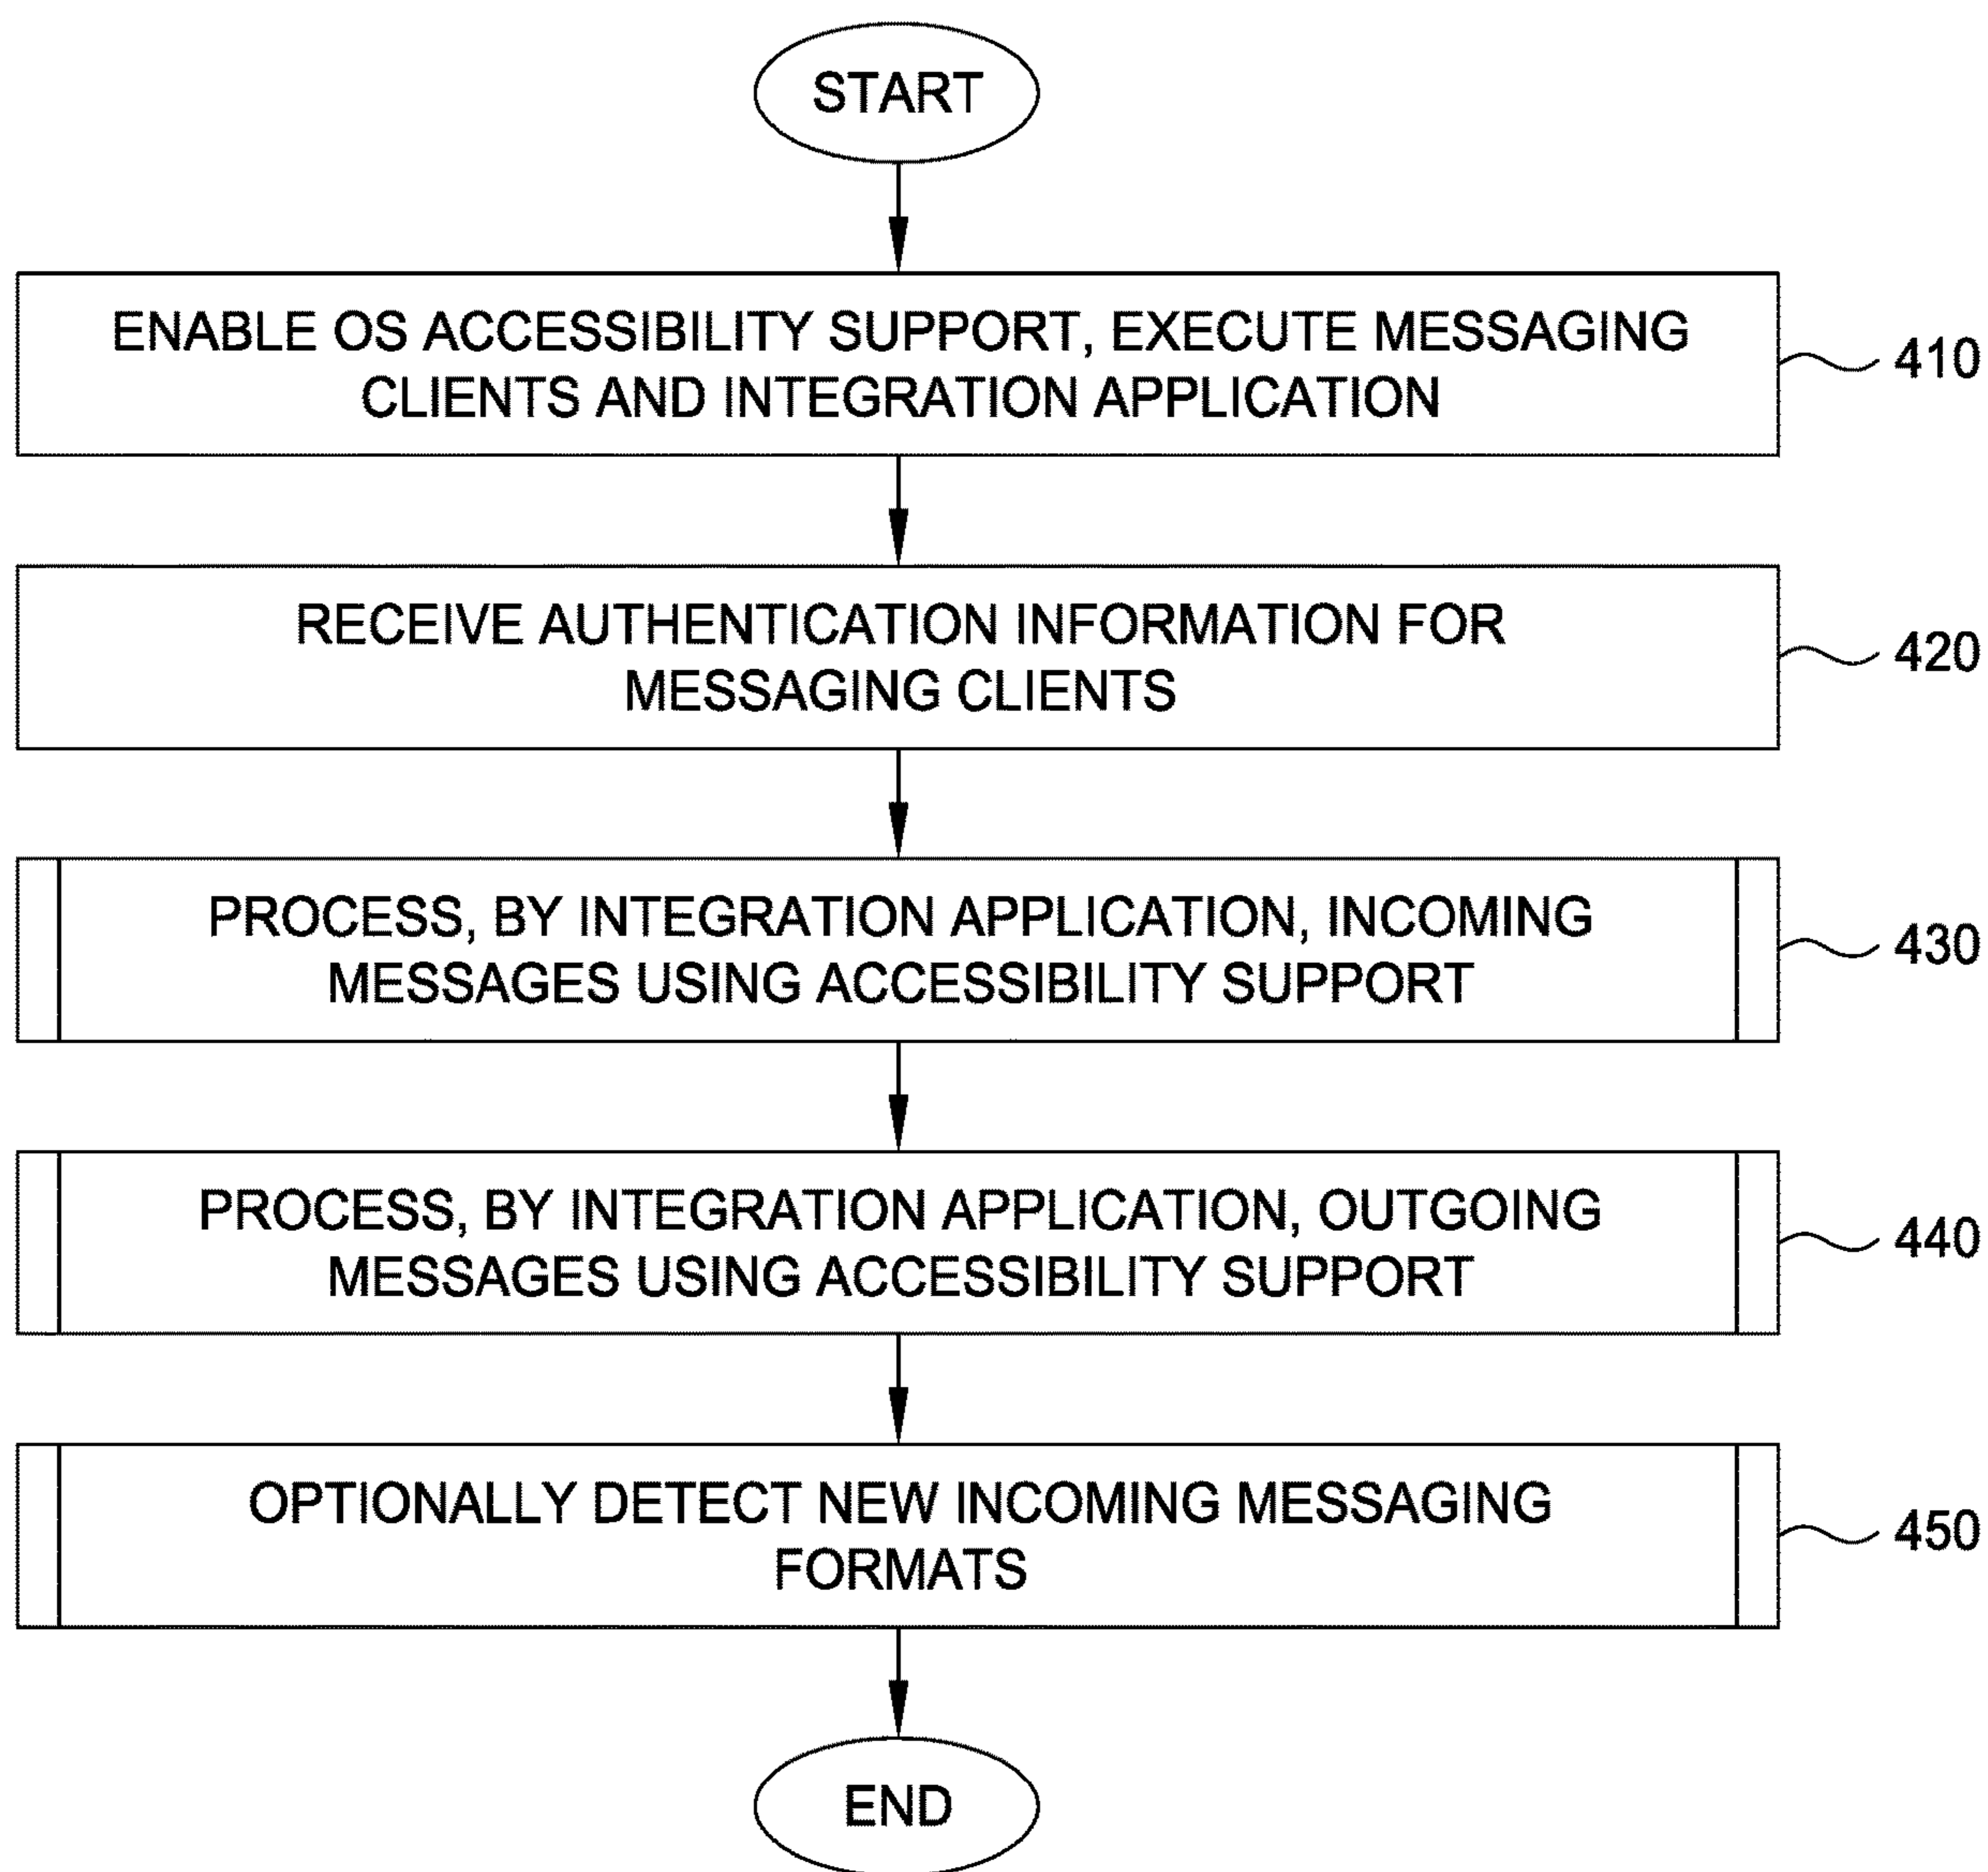 START
ENABLE OS ACCESSIBILITY SUPPORT, EXECUTE MESSAGING
CLIENTS AND INTEGRATION APPLICATION
410
RECEIVE AUTHENTICATION INFORMATION FOR
MESSAGING CLIENTS
420
PROCESS, BY INTEGRATION APPLICATION, INCOMING
MESSAGES USING ACCESSIBILITY SUPPORT
430
PROCESS, BY INTEGRATION APPLICATION, OUTGOING
MESSAGES USING ACCESSIBILITY SUPPORT
440
OPTIONALLY DETECT NEW INCOMING MESSAGING
FORMATS
450
END